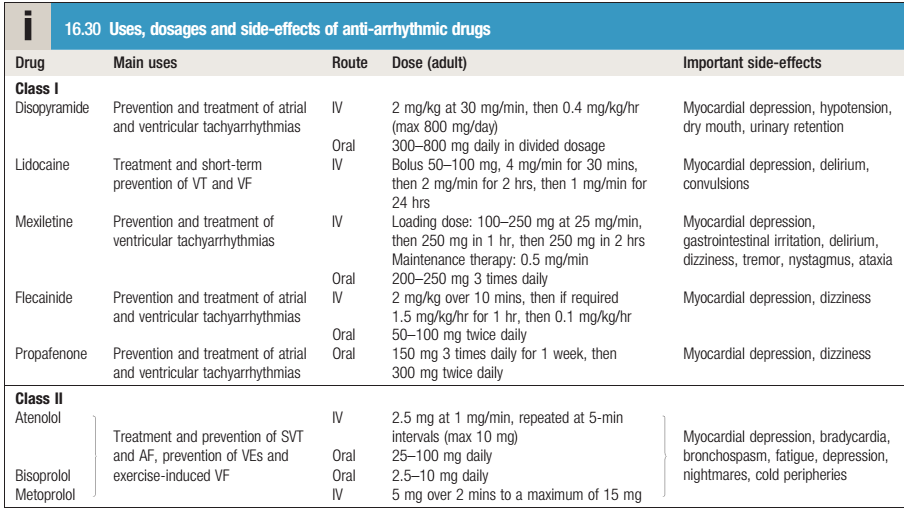 i
16.30 Uses, dosages and side-effects of anti-arrhythmic drugs
Drug Main uses Route Dose (adult) Important side-effects
Class I
Disopyramide Prevention and treatment of atrial IV 2 mg/kg at 30 mg/min, then 0.4 mg/kg/hr Myocardial depression, hypotension,
and ventricular tachyarrhythmias (max 800 mg/day) dry mouth, urinary retention
Oral 300–800 mg daily in divided dosage
Lidocaine Treatment and short-term IV Bolus 50–100 mg, 4 mg/min for 30 mins, Myocardial depression, delirium,
prevention of VT and VF then 2 mg/min for 2 hrs, then 1 mg/min for convulsions
24 hrs
Mexiletine Prevention and treatment of IV Loading dose: 100–250 mg at 25 mg/min, Myocardial depression,
ventricular tachyarrhythmias then 250 mg in 1 hr, then 250 mg in 2 hrs gastrointestinal irritation, delirium,
Maintenance therapy: 0.5 mg/min dizziness, tremor, nystagmus, ataxia
Oral 200–250 mg 3 times daily
Flecainide Prevention and treatment of atrial IV 2 mg/kg over 10 mins, then if required Myocardial depression, dizziness
and ventricular tachyarrhythmias 1.5 mg/kg/hr for 1 hr, then 0.1 mg/kg/hr
Oral 50–100 mg twice daily
Propafenone Prevention and treatment of atrial Oral 150 mg 3 times daily for 1 week, then Myocardial depression, dizziness
and ventricular tachyarrhythmias 300 mg twice daily
Class II
Atenolol IV 2.5 mg at 1 mg/min, repeated at 5-min
Treatment and prevention of SVT intervals (max 10 mg) Myocardial depression, bradycardia,
and AF, prevention of VEs and Oral 25–100 mg daily bronchospasm, fatigue, depression,
Bisoprolol exercise-induced VF Oral 2.5–10 mg daily nightmares, cold peripheries
Metoprolol IV 5 mg over 2 mins to a maximum of 15 mg